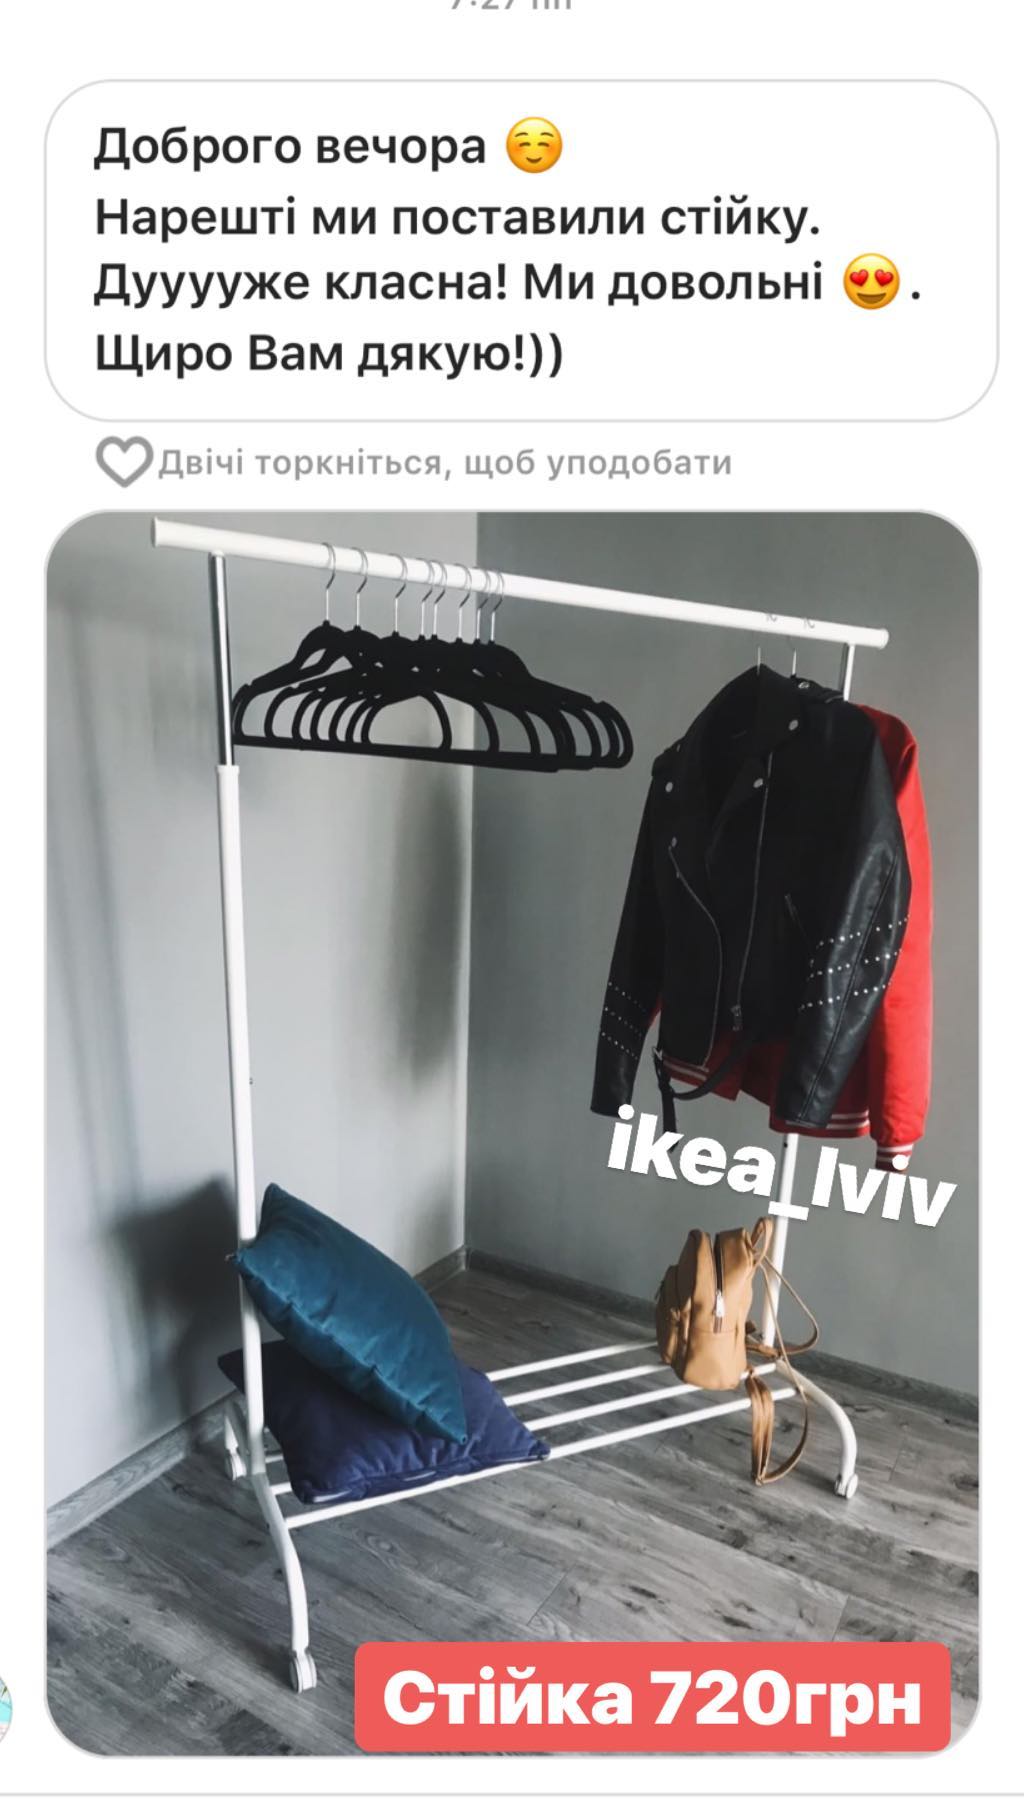 Доброго вечора ☺️
Нарешті ми поставили стійку.
Дууууже класна! Ми довольні 😍.
Щиро Вам дякую!))
Двічі торкніться, щоб уподобати
ikea_lviv
Стійка 720грн